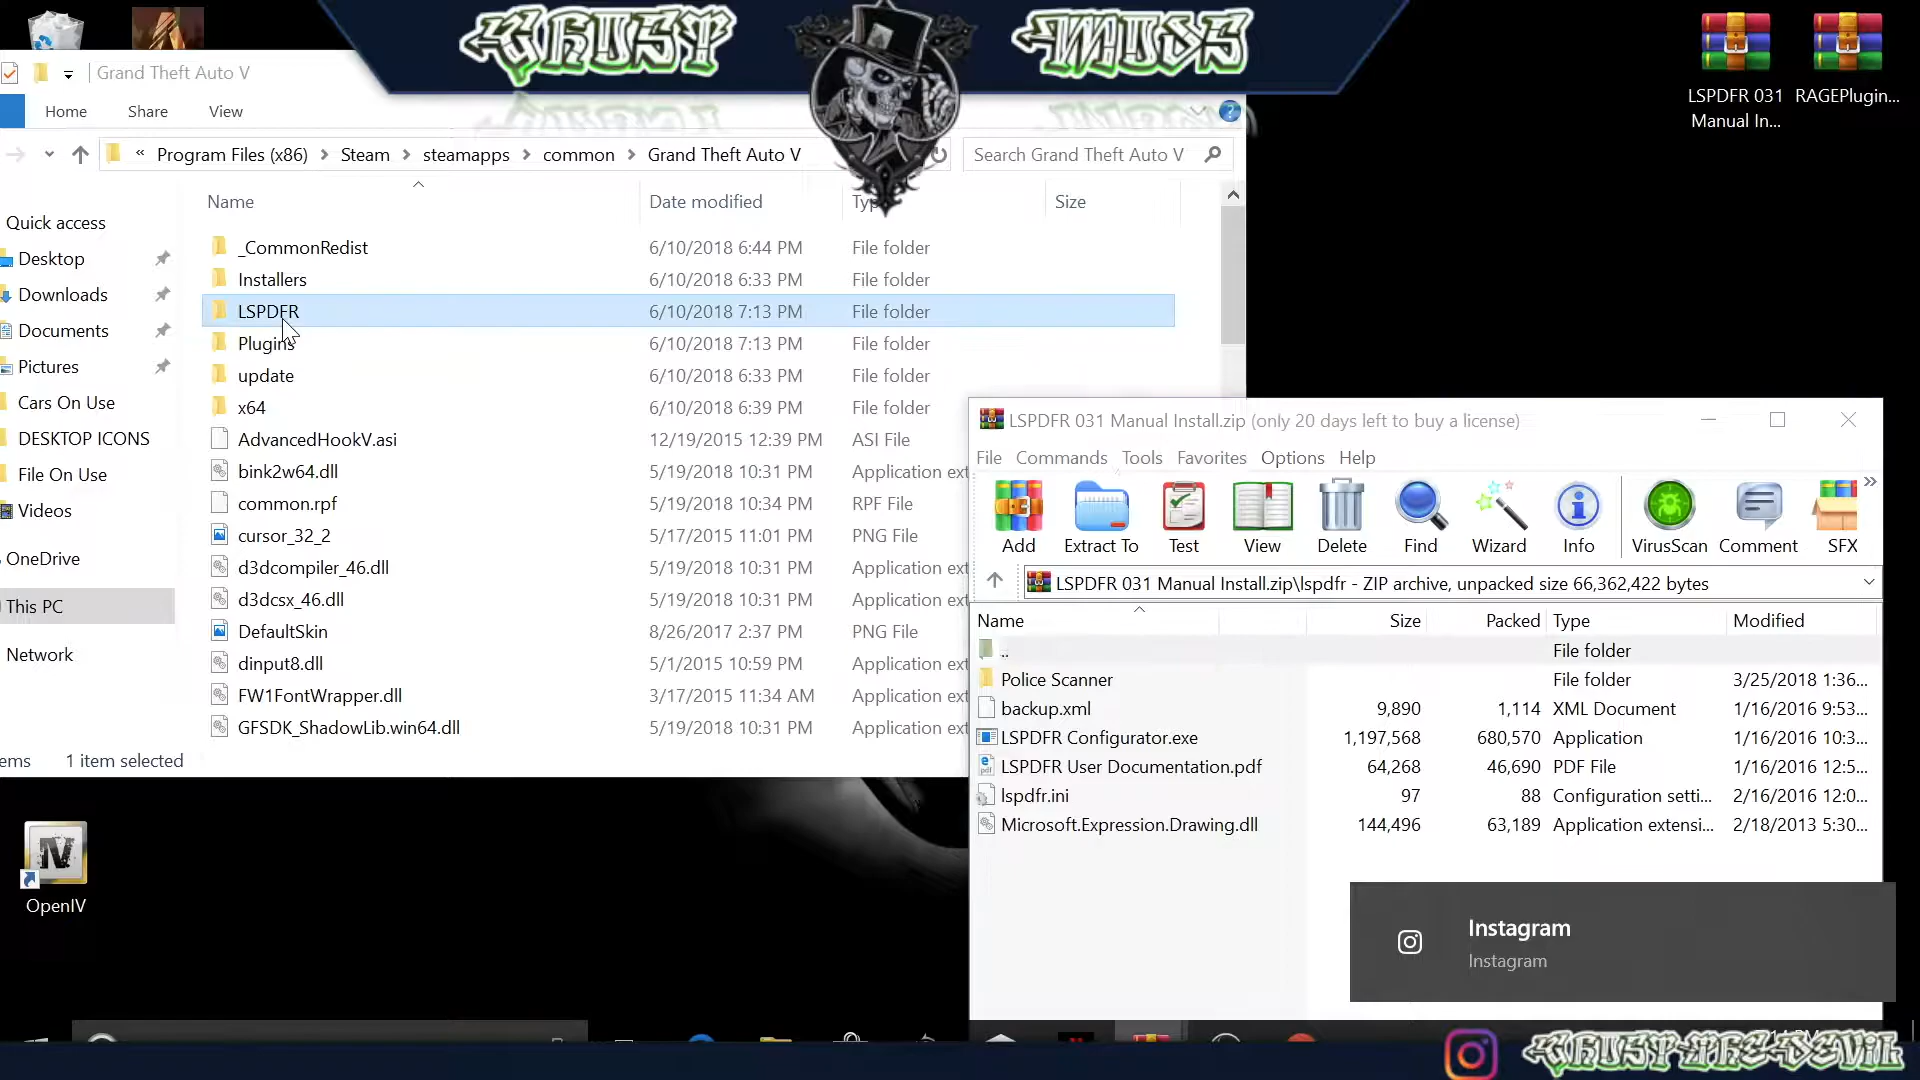 LSPDFR 031
Manual In...
RAGEPlugin...
Grand Theft Auto V
Home Share View
« Program Files (x86) > Steam > steamapps > common > Grand Theft Auto V
Search Grand Theft Auto V
Name Date modified Size
Quick access
Desktop
Downloads
Documents
Pictures
Cars On Use
DESKTOP ICONS
File On Use
Videos
OneDrive
This PC
Network
_CommonRedist 6/10/2018 6:44 PM File folder
Installers 6/10/2018 6:33 PM File folder
LSPDFR 6/10/2018 7:13 PM File folder
Plugins 6/10/2018 7:13 PM File folder
update 6/10/2018 6:33 PM File folder
x64 6/10/2018 6:39 PM File folder
AdvancedHookV.asi 12/19/2015 12:39 PM ASI File
bink2w64.dll 5/19/2018 10:31 PM Application ext
common.rpf 5/19/2018 10:34 PM RPF File
cursor_32_2 5/17/2015 11:01 PM PNG File
d3dcompiler_46.dll 5/19/2018 10:31 PM Application ext
d3dcsx_46.dll 5/19/2018 10:31 PM Application ext
DefaultSkin 8/26/2017 2:37 PM PNG File
dinput8.dll 5/1/2015 10:59 PM Application ext
FW1FontWrapper.dll 3/17/2015 11:34 AM Application ext
GFSDK_ShadowLib.win64.dll 5/19/2018 10:31 PM Application ext
ems 1 item selected
OpenIV
LSPDFR 031 Manual Install.zip (only 20 days left to buy a license)
File Commands Tools Favorites Options Help
Add Extract To Test View Delete Find Wizard Info VirusScan Comment SFX
LSPDFR 031 Manual Install.zip\lspdfr - ZIP archive, unpacked size 66,362,422 bytes
Name Size Packed Type Modified
.. File folder
Police Scanner File folder 3/25/2018 1:36...
backup.xml 9,890 1,114 XML Document 1/16/2016 9:53...
LSPDFR Configurator.exe 1,197,568 680,570 Application 1/16/2016 10:3...
LSPDFR User Documentation.pdf 64,268 46,690 PDF File 1/16/2016 12:5...
lspdfr.ini 97 88 Configuration setti... 2/16/2016 12:0...
Microsoft.Expression.Drawing.dll 144,496 63,189 Application extensi... 2/18/2013 5:30...
Instagram
Instagram